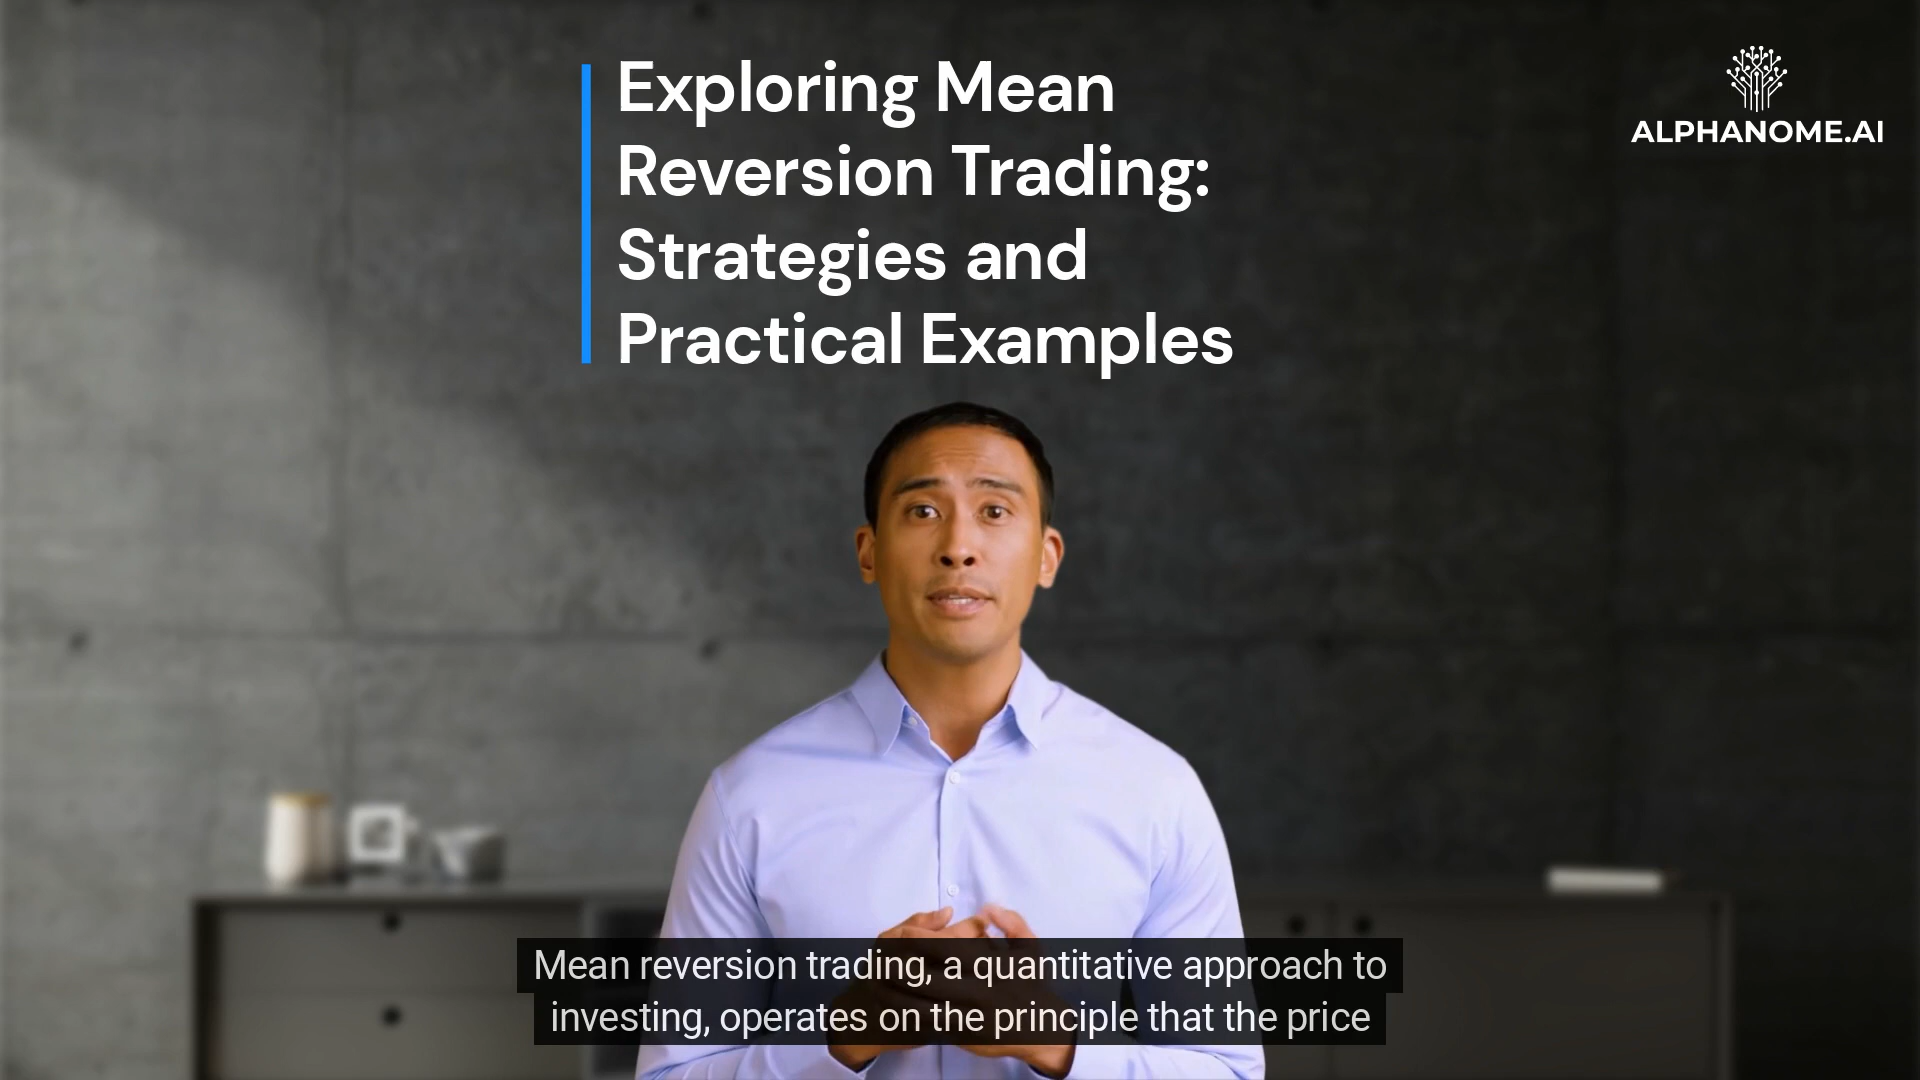 Exploring Mean
Reversion Trading:
Strategies and
Practical Examples
ALPHANOME.AI
Mean reversion trading, a quantitative approach to
investing, operates on the principle that the price